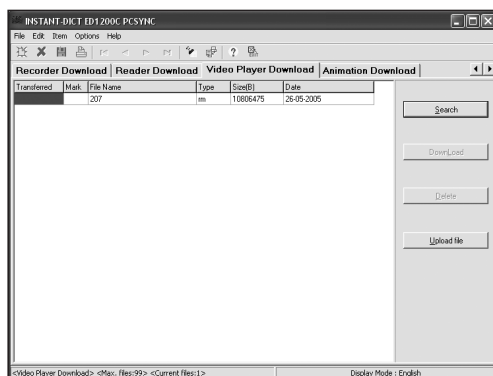 INSTANT-DICT ED1200C PCSYNC
File Edit Item Options Help
Recorder Download Reader Download Video Player Download Animation Download
Transferred Mark File Name Type Size(B) Date
207 rm 10806475 26-05-2005
Search
DownLoad
Delete
Upload file
<Video Player Download> <Max. files:99> <Current files:1> Display Mode : English